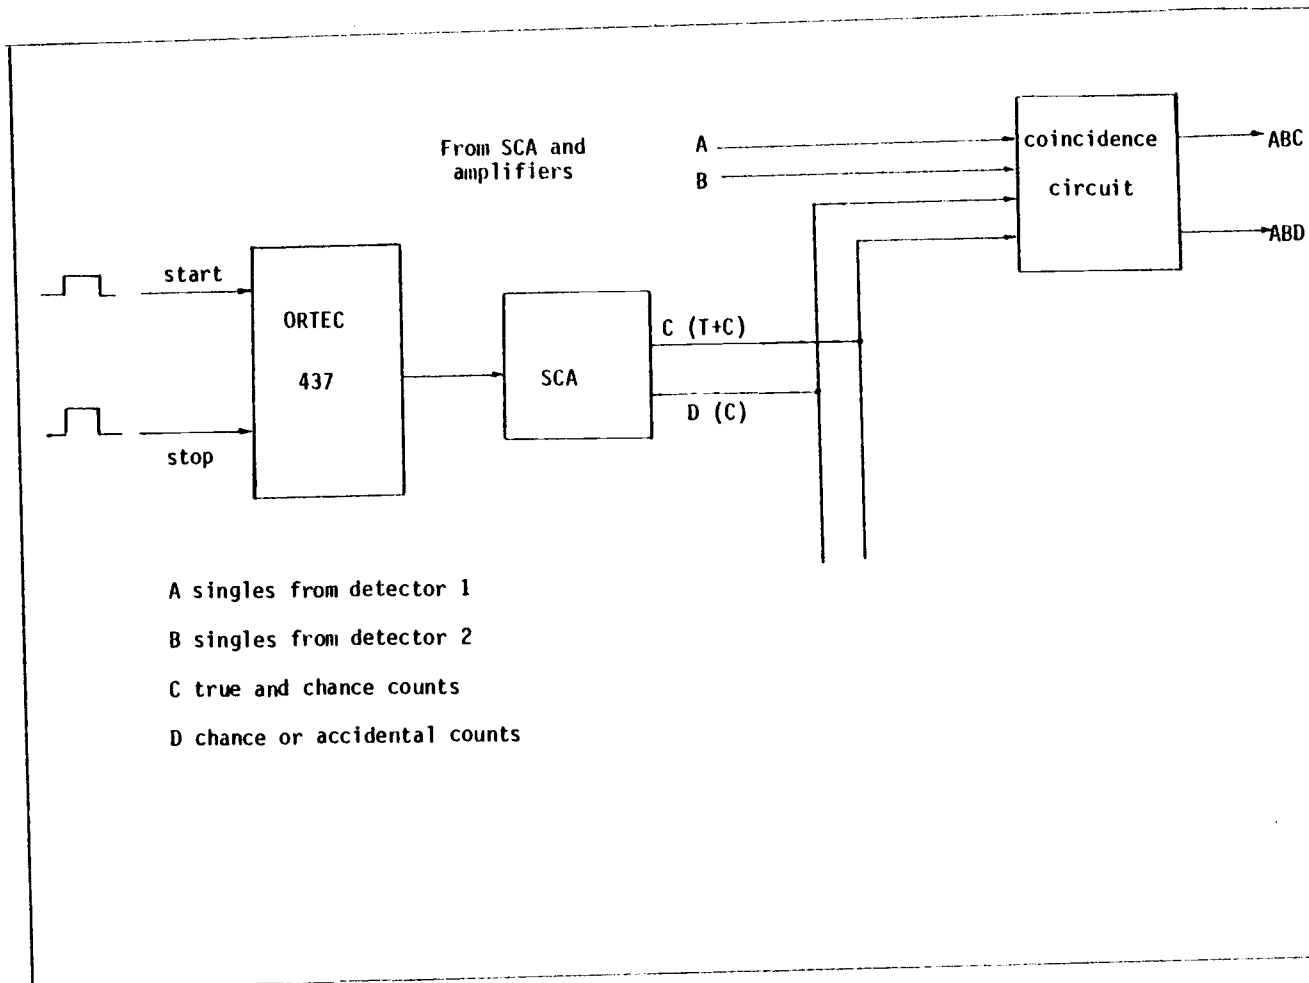 From SCA and
amplifiers
A
B
coincidence
circuit
ABC
ABD
start
stop
ORTEC
437
SCA
C (T+C)
D (C)
A singles from detector 1
B singles from detector 2
C true and chance counts
D chance or accidental counts